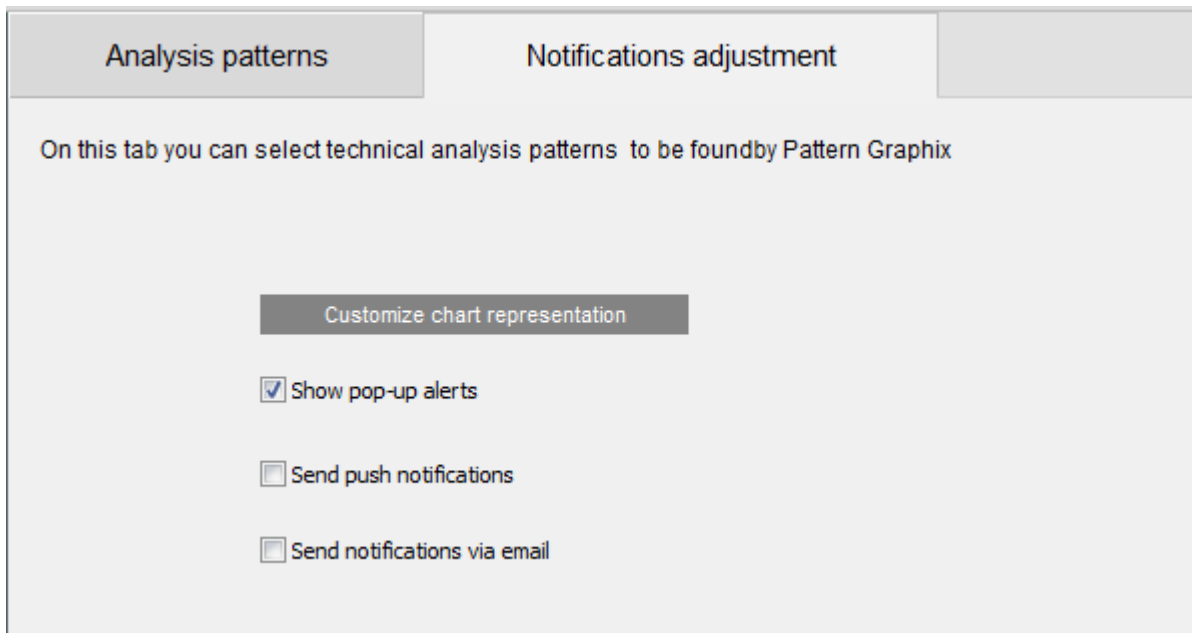 Analysis patterns
Notifications adjustment
On this tab you can select technical analysis patterns  to be foundby Pattern Graphix
Customize chart representation
Show pop-up alerts
Send push notifications
Send notifications via email